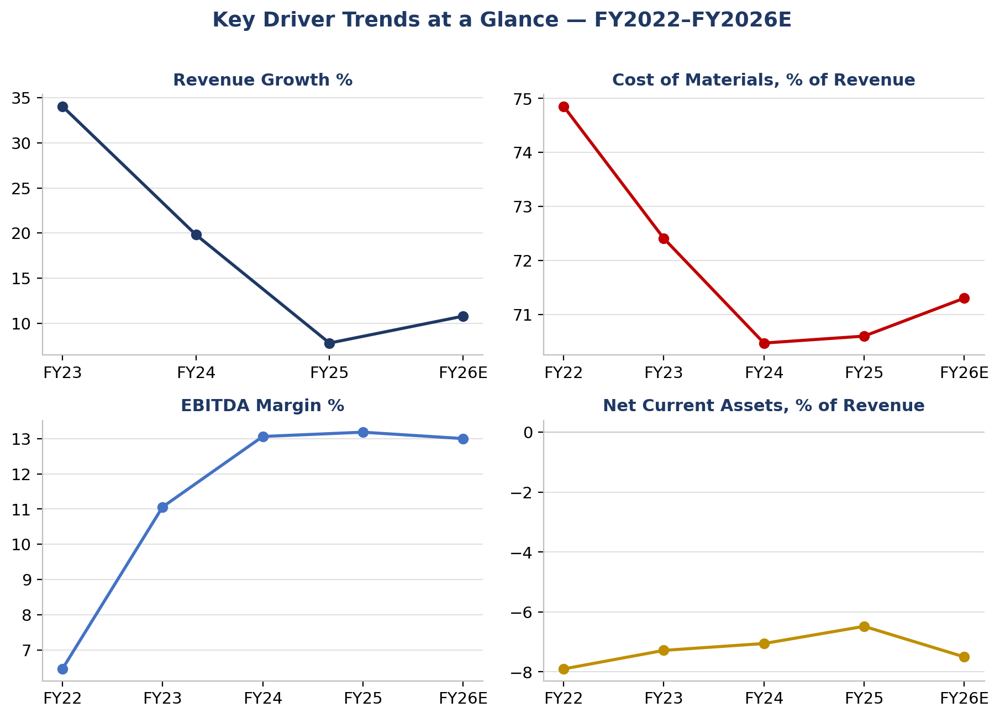 Key Driver Trends at a Glance — FY2022–FY2026E
Revenue Growth %
35
30
25
20
15
10
FY23 FY24 FY25 FY26E
Cost of Materials, % of Revenue
75
74
73
72
71
FY22 FY23 FY24 FY25 FY26E
EBITDA Margin %
13
12
11
10
9
8
7
FY22 FY23 FY24 FY25 FY26E
Net Current Assets, % of Revenue
0
−2
−4
−6
−8
FY22 FY23 FY24 FY25 FY26E